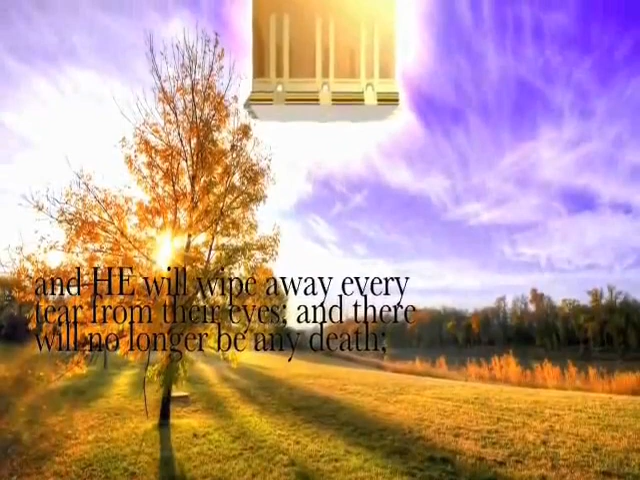 and HE will wipe away every
tear from their eyes; and there
will no longer be any death;